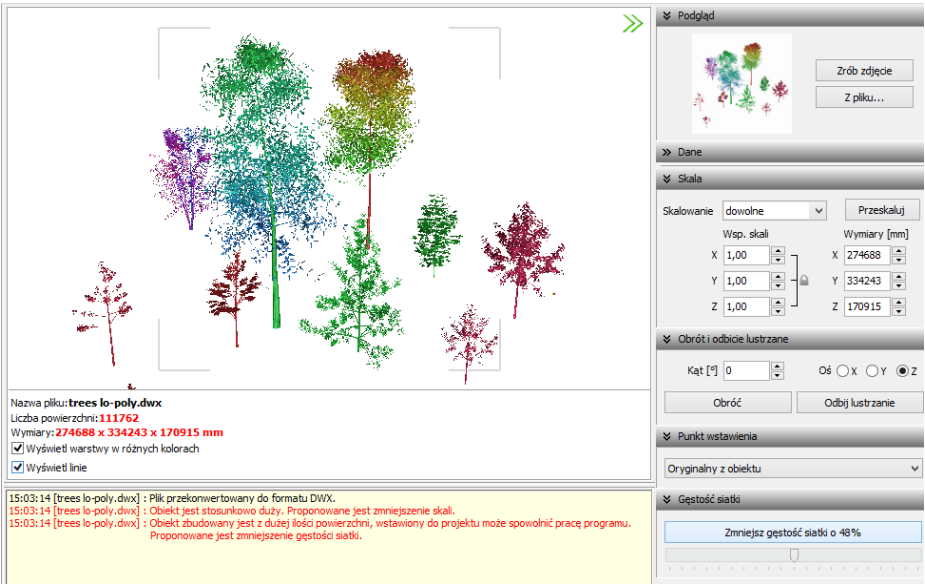 Podgląd
Zrób zdjęcie
Z pliku...
Dane
Skala
Skalowanie dowolne Przeskaluj
Wsp. skali Wymiary [mm]
X 1,00 X 274688
Y 1,00 Y 334243
Z 1,00 Z 170915
Obrót i odbicie lustrzane
Kąt [°] 0 Oś X Y Z
Obróć Odbij lustrzanie
Punkt wstawienia
Oryginalny z obiektu
Gęstość siatki
Zmniejsz gęstość siatki o 48%
Nazwa pliku: trees lo-poly.dwx
Liczba powierzchni: 111762
Wymiary: 274688 x 334243 x 170915 mm
Wyświetl warstwy w różnych kolorach
Wyświetl linie
15:03:14 [trees lo-poly.dwx] : Plik przekonwertowany do formatu DWX.
15:03:14 [trees lo-poly.dwx] : Obiekt jest stosunkowo duży. Proponowane jest zmniejszenie skali.
15:03:14 [trees lo-poly.dwx] : Obiekt zbudowany jest z dużej ilości powierzchni, wstawiony do projektu może spowolnić pracę programu.
Proponowane jest zmniejszenie gęstości siatki.